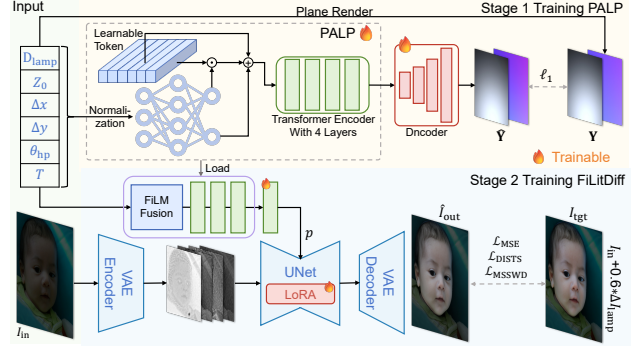 Input
Plane Render
Stage 1 Training PALP
Learnable
Token
PALP
D_lamp
Z_0
Δx
Δy
θ_hp
T
Normali-
zation
Transformer Encoder
With 4 Layers
Dncoder
Ŷ
ℓ_1
Y
Trainable
Load
Stage 2 Training FiLitDiff
FiLM
Fusion
p
I_in
VAE
Encoder
UNet
LoRA
VAE
Decoder
Î_out
ℒ_MSE
ℒ_DISTS
ℒ_MSSWD
I_tgt
I_in+0.6*ΔI_lamp